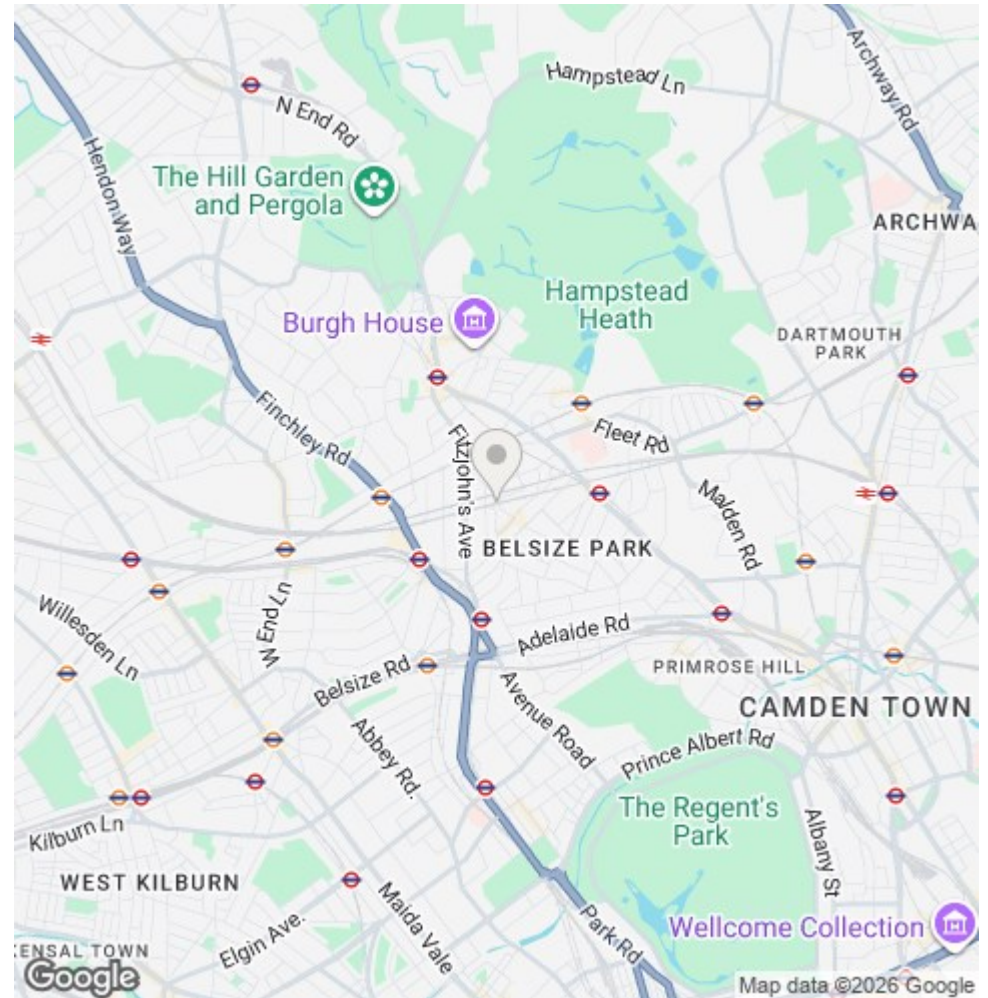 Hampstead Ln
Archway Rd
N End Rd
Hendon Way
The Hill Garden
and Pergola
ARCHWA
Hampstead
Heath
Burgh House
DARTMOUTH
PARK
Finchley Rd
Fitzjohn's Ave
Fleet Rd
Malden Rd
BELSIZE PARK
Willesden Ln
W End Ln
Adelaide Rd
Belsize Rd
PRIMROSE HILL
Avenue Road
CAMDEN TOWN
Abbey Rd.
Prince Albert Rd
The Regent's
Park
Albany St
Kilburn Ln
WEST KILBURN
Maida Vale
Elgin Ave.
Park Rd
Wellcome Collection
KENSAL TOWN
Google
Map data ©2026 Google